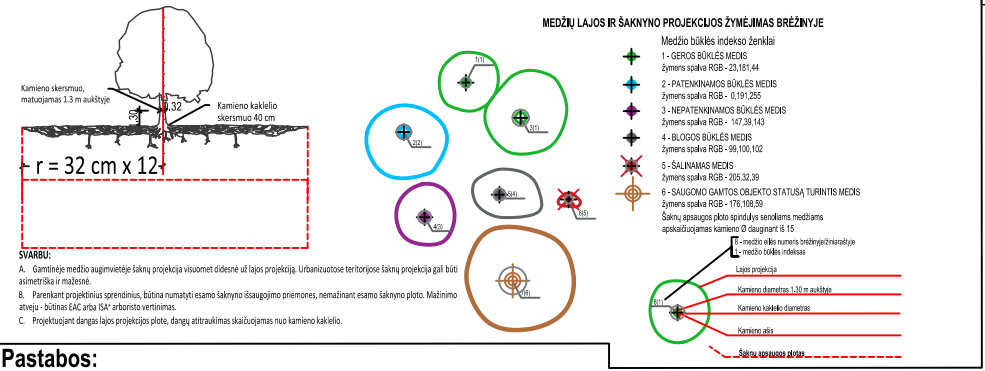 MEDŽIŲ LAJOS IR ŠAKNYNO PROJEKCIJOS ŽYMĖJIMAS BRĖŽINYJE
Medžio būklės indekso ženklai
1 - GEROS BŪKLĖS MEDIS
žymens spalva RGB - 23,181,44
2 - PATENKINAMOS BŪKLĖS MEDIS
žymens spalva RGB - 0,191,255
3 - NEPATENKINAMOS BŪKLĖS MEDIS
žymens spalva RGB - 147,39,143
4 - BLOGOS BŪKLĖS MEDIS
žymens spalva RGB - 99,100,102
5 - ŠALINAMAS MEDIS
žymens spalva RGB - 205,32,39
6 - SAUGOMO GAMTOS OBJEKTO STATUSĄ TURINTIS MEDIS
žymens spalva RGB - 176,108,59
Šaknų apsaugos ploto spindulys senoliams medžiams
apskaičiuojamas kamieno Ø dauginant iš 15
8 - medžio eilės numeris brėžinyje/žiniaraštyje
1 - medžio būklės indeksas
Lajos projekcija
Kamieno diametras 1.30 m aukštyje
Kamieno kaklelio diametras
Kamieno ašis
Šaknų apsaugos plotas
8(1)
1(1)
3(1)
2(2)
5(4)
4(3)
6(5)
7(6)
Kamieno skersmuo,
matuojamas 1.3 m aukštyje
0.32
1.30
Kamieno kaklelio
skersmuo 40 cm
r = 32 cm x 12
SVARBU:
A. Gamtinėje medžio augimvietėje šaknų projekcija visuomet didesnė už lajos projekciją. Urbanizuotose teritorijose šaknų projekcija gali būti
asimetriška ir mažesnė.
B. Parenkant projektinius sprendinius, būtina numatyti esamo šaknyno išsaugojimo priemones, nemažinant esamo šaknyno ploto. Mažinimo
atveju - būtinas EAC arba ISA* arboristo vertinimas.
C. Projektuojant dangas lajos projekcijos plote, dangų atitraukimas skaičiuojamas nuo kamieno kaklelio.
Pastabos: